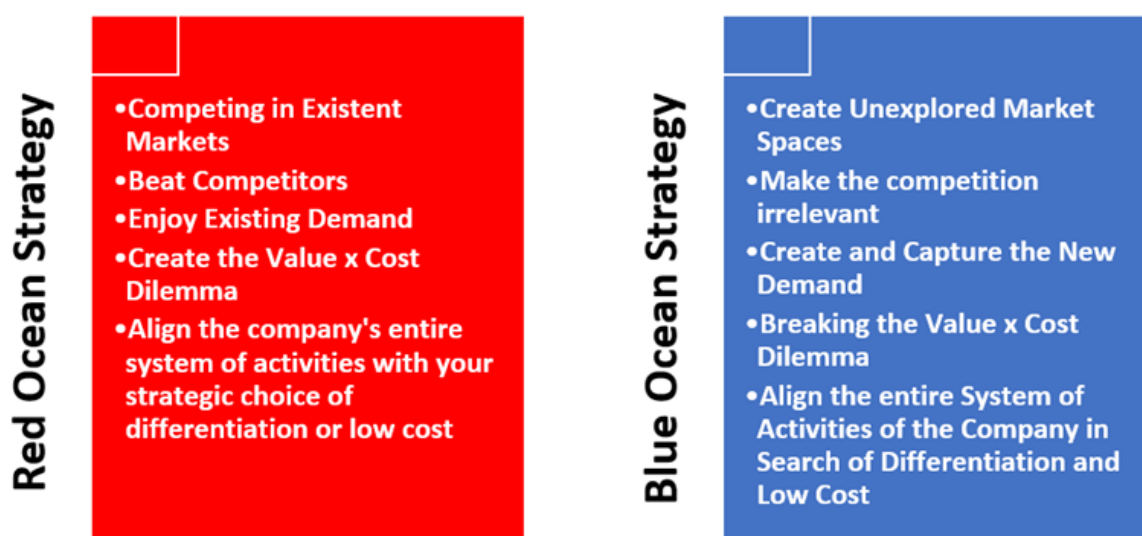 Red Ocean Strategy
•Competing in Existent
Markets
•Beat Competitors
•Enjoy Existing Demand
•Create the Value x Cost
Dilemma
•Align the company's entire
system of activities with your
strategic choice of
differentiation or low cost
Blue Ocean Strategy
•Create Unexplored Market
Spaces
•Make the competition
irrelevant
•Create and Capture the New
Demand
•Breaking the Value x Cost
Dilemma
•Align the entire System of
Activities of the Company in
Search of Differentiation and
Low Cost